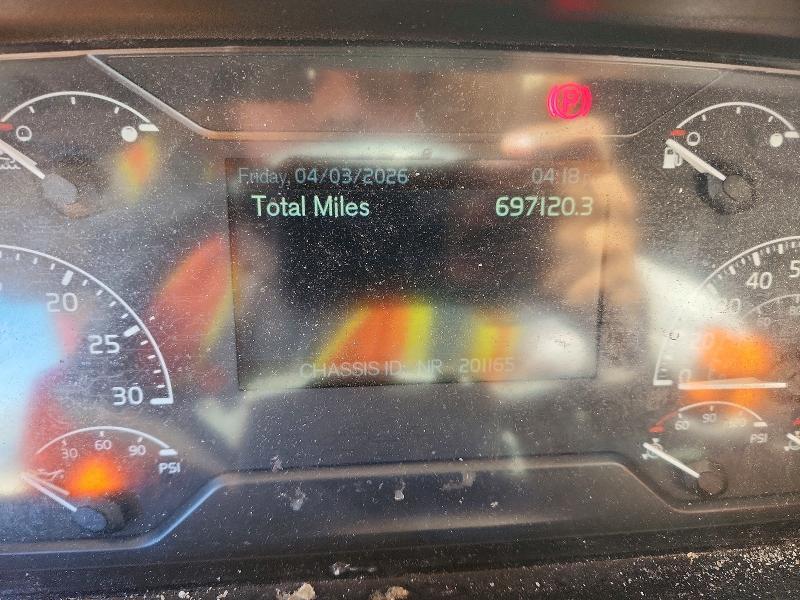 Friday, 04/03/2026 04:18
Total Miles 697120.3
CHASSIS ID: NR 201165
P
20
25
30
30 60 90
PSI
40
20
0
60 90
PSI